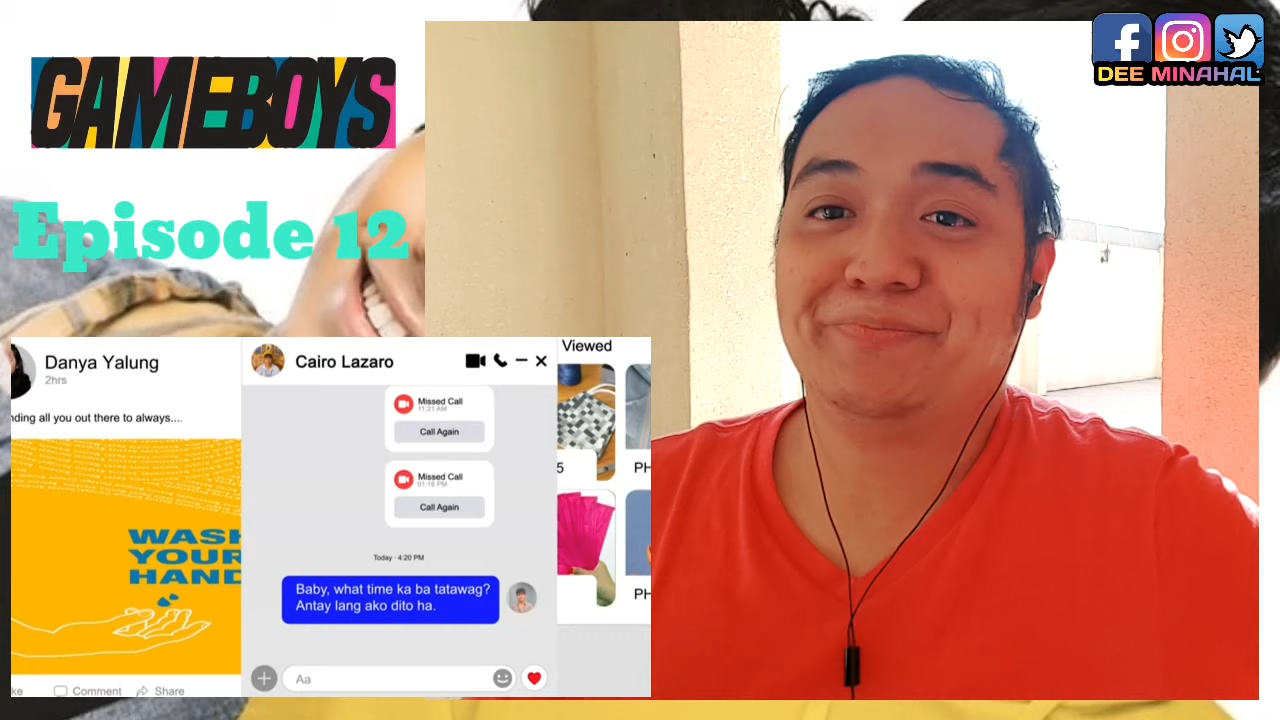 GAMEBOYS
Episode 12
DEE MINAHAL
Danya Yalung
2hrs
nding all you out there to always....
WASH
YOUR
HAND
ke
Comment
Share
Cairo Lazaro
Missed Call
11:21 AM
Call Again
Missed Call
01:16 PM
Call Again
Today · 4:20 PM
Baby, what time ka ba tatawag?
Antay lang ako dito ha.
Aa
Viewed
5
PH
PH